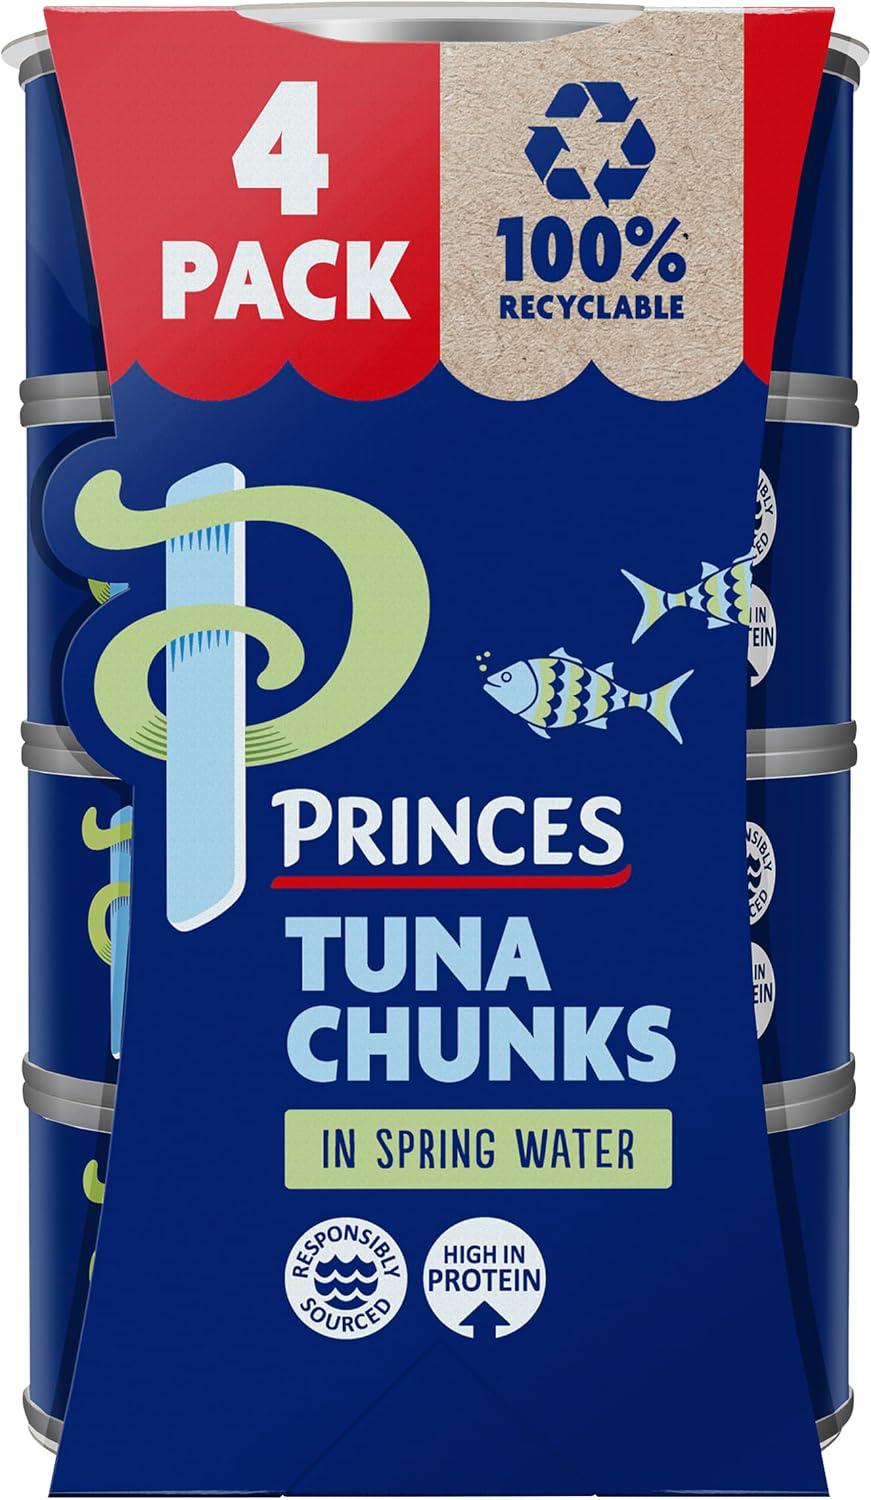 4
PACK
100%
RECYCLABLE
PRINCES
TUNA
CHUNKS
IN SPRING WATER
RESPONSIBLY
SOURCED
HIGH IN
PROTEIN